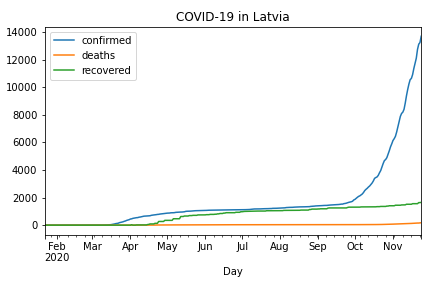 COVID-19 in Latvia
confirmed
deaths
recovered
14000
12000
10000
8000
6000
4000
2000
0
Feb Mar Apr May Jun Jul Aug Sep Oct Nov
2020
Day